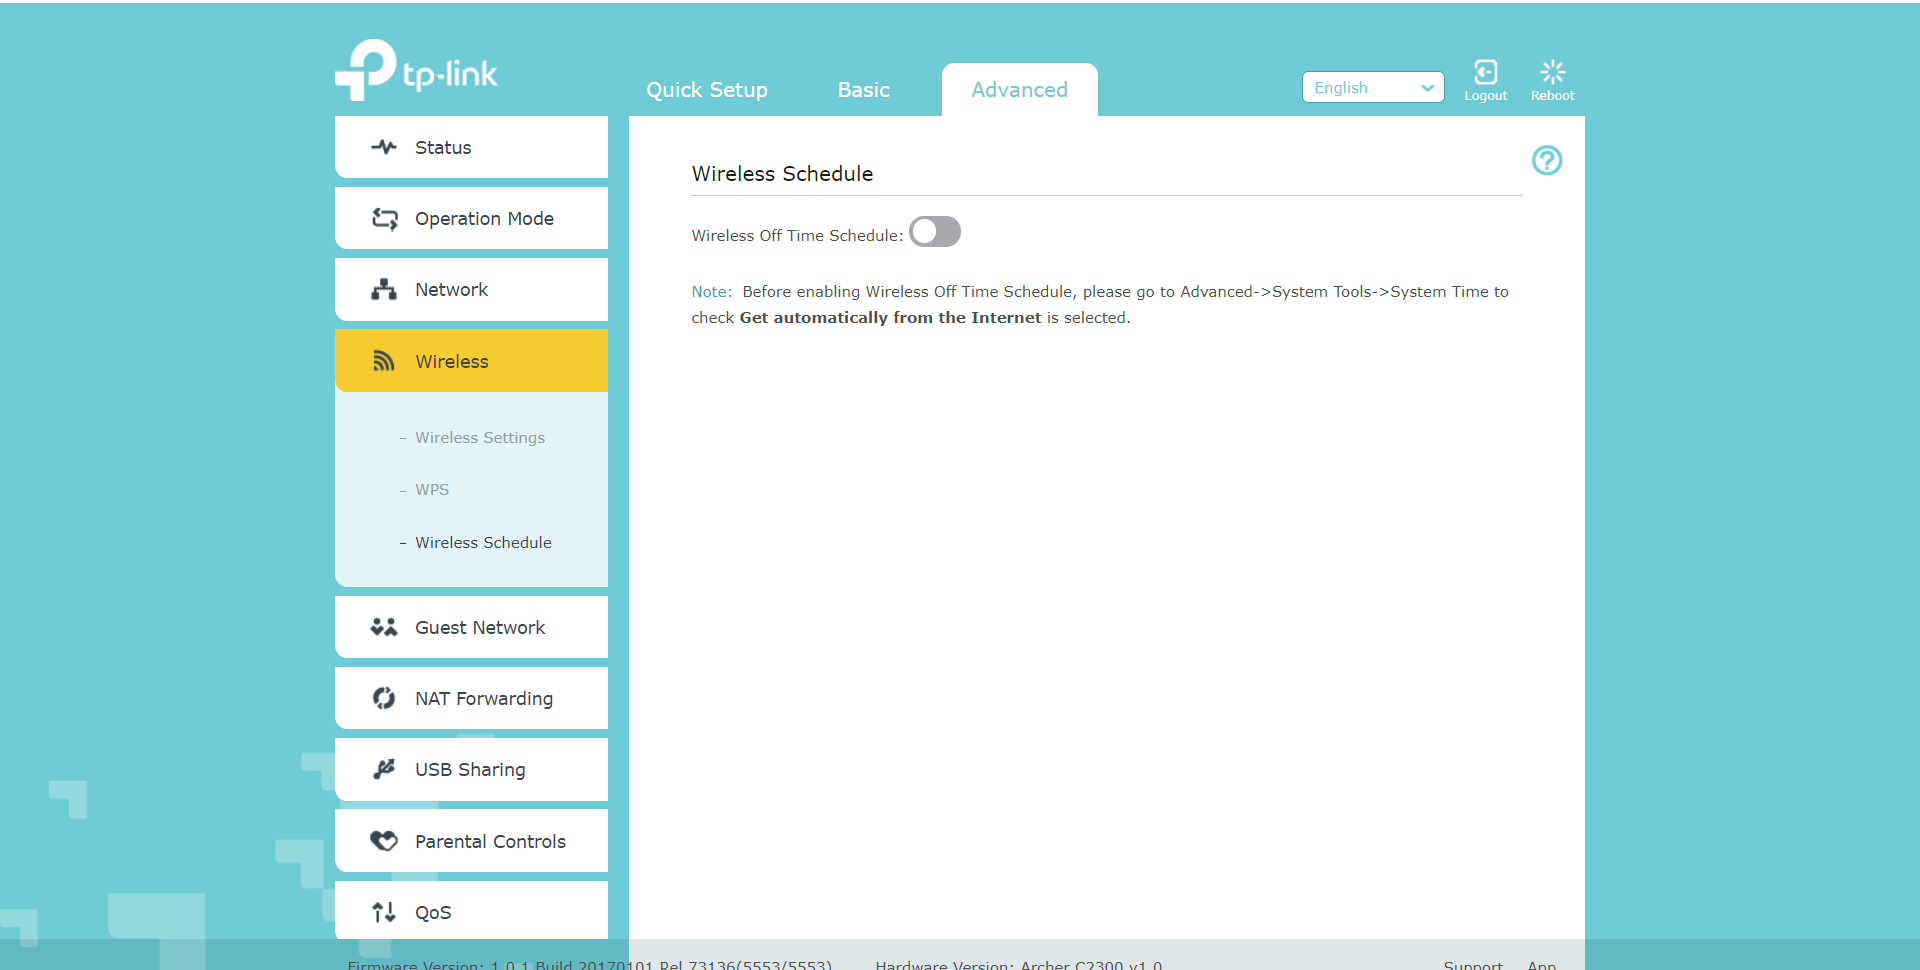 tp-link
Quick Setup
Basic
Advanced
English
Logout
Reboot
Status
Operation Mode
Network
Wireless
- Wireless Settings
- WPS
- Wireless Schedule
Guest Network
NAT Forwarding
USB Sharing
Parental Controls
QoS
Wireless Schedule
?
Wireless Off Time Schedule:
Note: Before enabling Wireless Off Time Schedule, please go to Advanced->System Tools->System Time to
check Get automatically from the Internet is selected.
Firmware Version: 1.0.1 Build 20170101 Rel.73136(5553/5553)
Hardware Version: Archer C2300 v1.0
Support
App